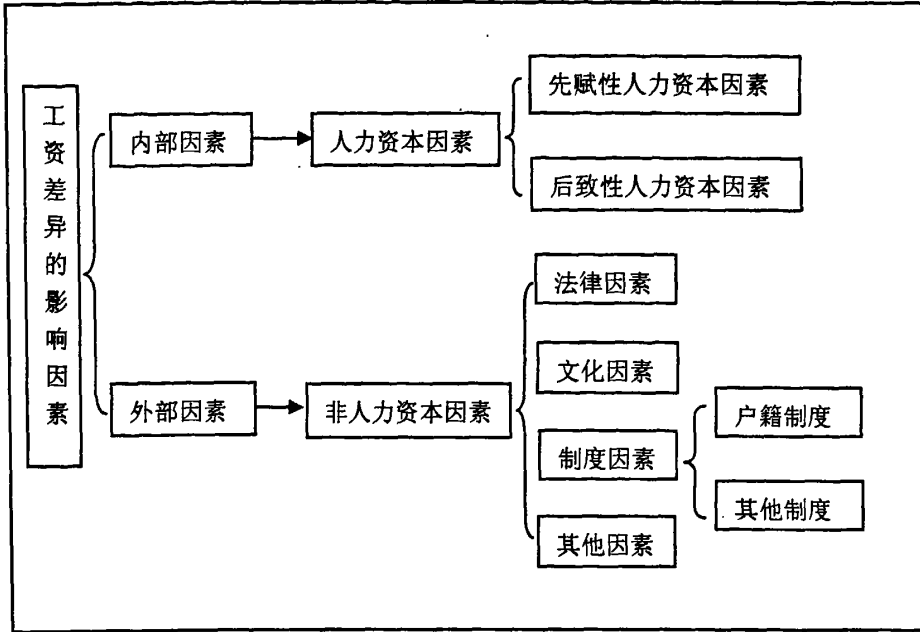 工资差异的影响因素
内部因素
人力资本因素
先赋性人力资本因素
后致性人力资本因素
外部因素
非人力资本因素
法律因素
文化因素
制度因素
户籍制度
其他制度
其他因素